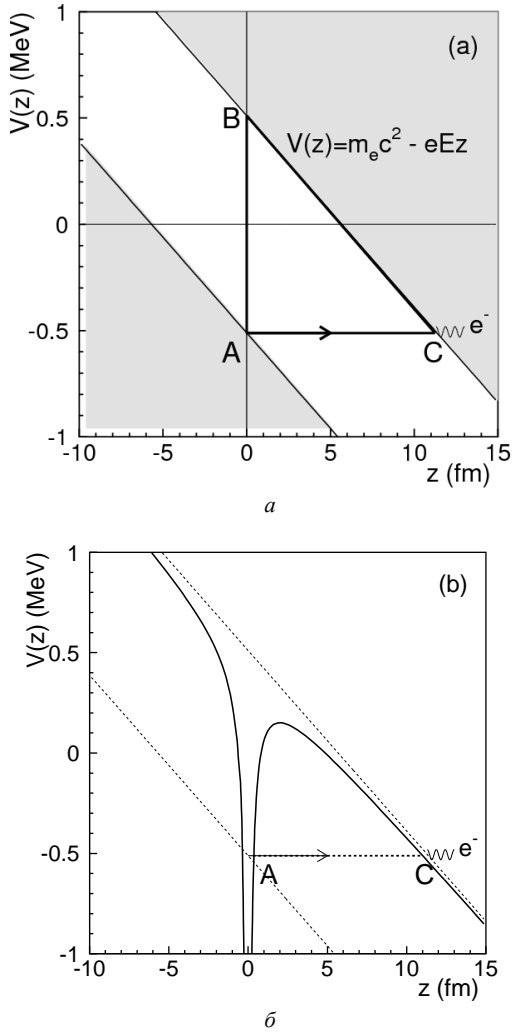 V(z) (MeV)
1
0.5
0
-0.5
-1
(a)
B
V(z)=mₑc² - eEz
A
C
e⁻
-10 -5 0 5 10 15
z (fm)
а
V(z) (MeV)
1
0.5
0
-0.5
-1
(b)
A
C
e⁻
-10 -5 0 5 10 15
z (fm)
б